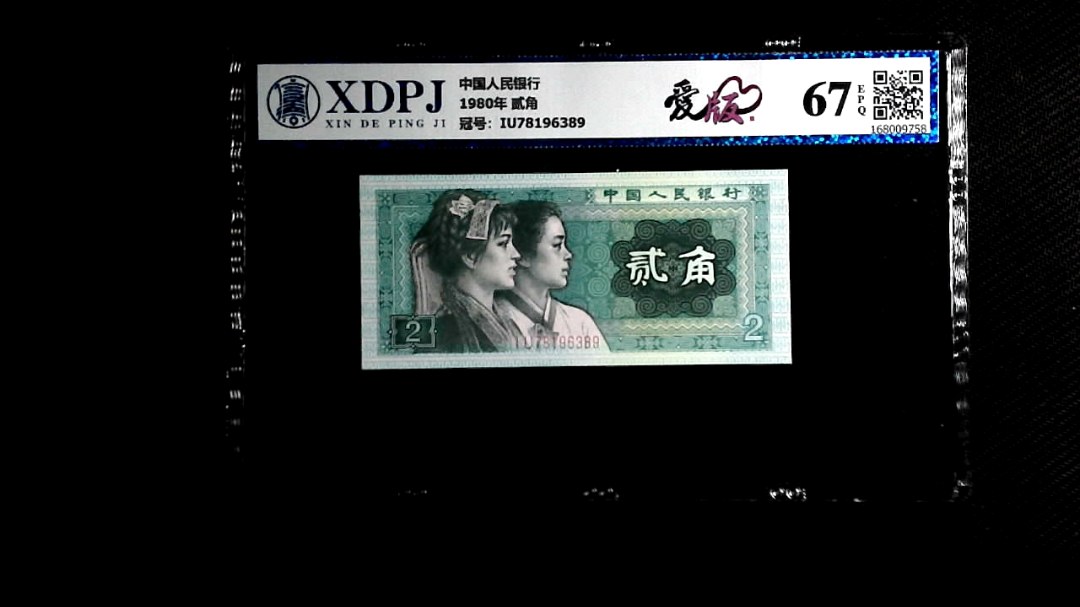 XDPJ
XIN DE PING JI
中国人民银行
1980年 贰角
冠号：IU78196389
爱版
67
EPQ
168009758
中国人民银行
贰角
2
2
IU78196389